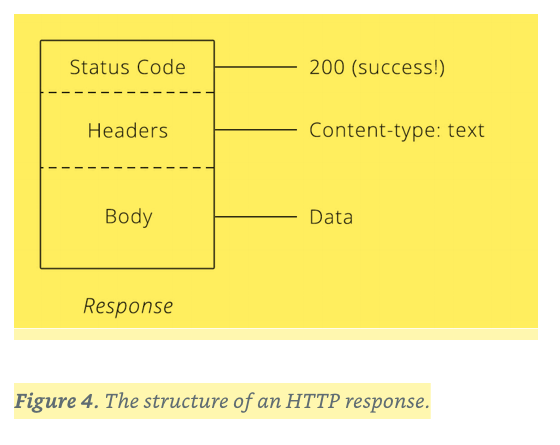 Status Code 200 (success!)
Headers Content-type: text
Body Data
Response
Figure 4. The structure of an HTTP response.